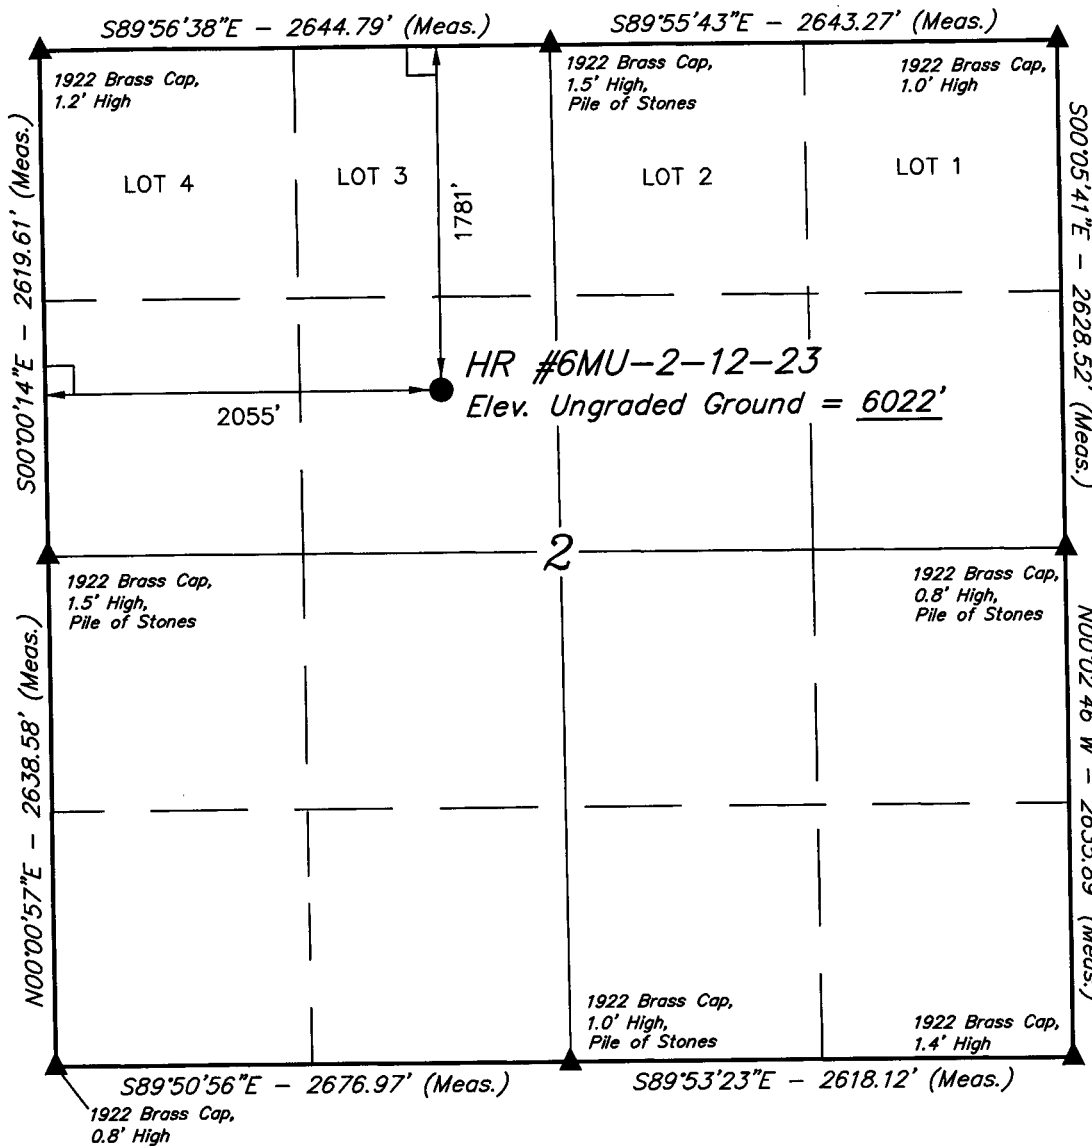 S89°56'38"E - 2644.79' (Meas.)
S89°55'43"E - 2643.27' (Meas.)
1922 Brass Cap,
1.2' High
1922 Brass Cap,
1.5' High,
Pile of Stones
1922 Brass Cap,
1.0' High
LOT 4
LOT 3
LOT 2
LOT 1
1781'
S00°00'14"E - 2619.61' (Meas.)
S00°05'41"E - 2628.52' (Meas.)
HR #6MU-2-12-23
Elev. Ungraded Ground = 6022'
2055'
2
1922 Brass Cap,
1.5' High,
Pile of Stones
1922 Brass Cap,
0.8' High,
Pile of Stones
N00°00'57"E - 2638.58' (Meas.)
N00°02'46"W - 2635.89' (Meas.)
1922 Brass Cap,
1.0' High,
Pile of Stones
1922 Brass Cap,
1.4' High
S89°50'56"E - 2676.97' (Meas.)
S89°53'23"E - 2618.12' (Meas.)
1922 Brass Cap,
0.8' High